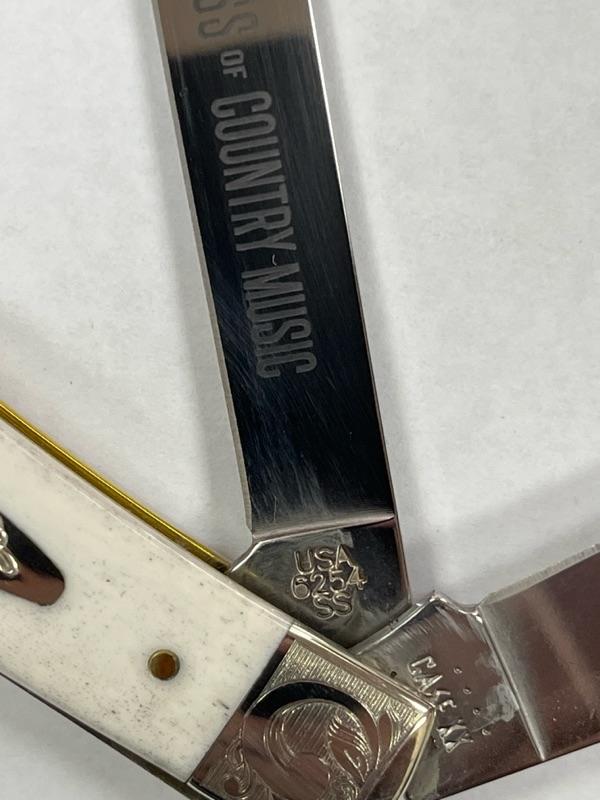 OF COUNTRY MUSIC
USA
6254
SS
CASE XX